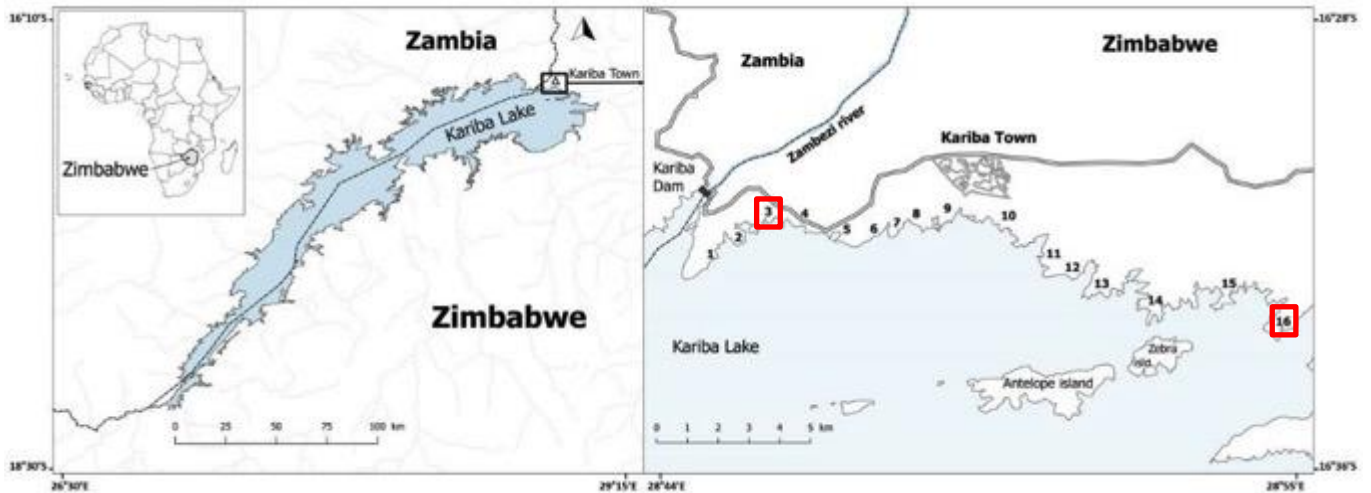 16°10'S
Zambia
Kariba Town
Kariba Lake
Zimbabwe
Zimbabwe
0 25 50 75 100 km
18°30'S
26°30'E
29°15'E
16°28'S
Zimbabwe
Zambia
Zambezi river
Kariba Town
Kariba
Dam
1
2
3
4
5
6
7
8
9
10
11
12
13
14
15
16
Kariba Lake
Zebra
isld.
Antelope island
0 1 2 3 4 5 km
16°36'S
28°44'E
28°55'E